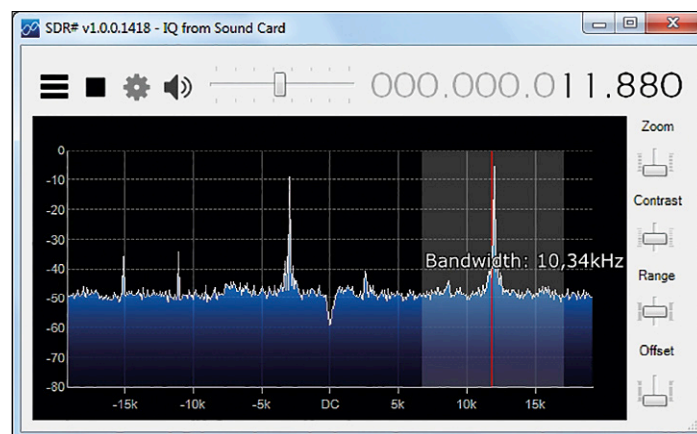 SDR# v1.0.0.1418 - IQ from Sound Card
000.000.011.880
Zoom
Contrast
Range
Offset
0
-10
-20
-30
-40
-50
-60
-70
-80
Bandwidth: 10,34kHz
-15k -10k -5k DC 5k 10k 15k